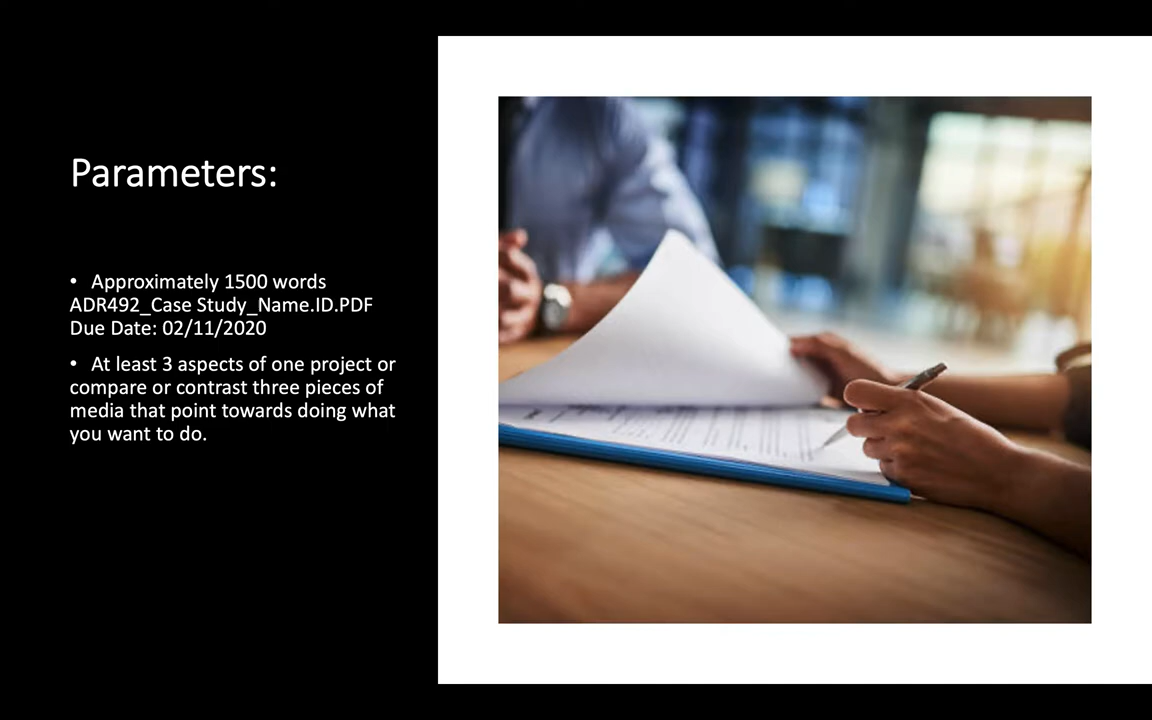 Parameters:
• Approximately 1500 words
ADR492_Case Study_Name.ID.PDF
Due Date: 02/11/2020
• At least 3 aspects of one project or
compare or contrast three pieces of
media that point towards doing what
you want to do.